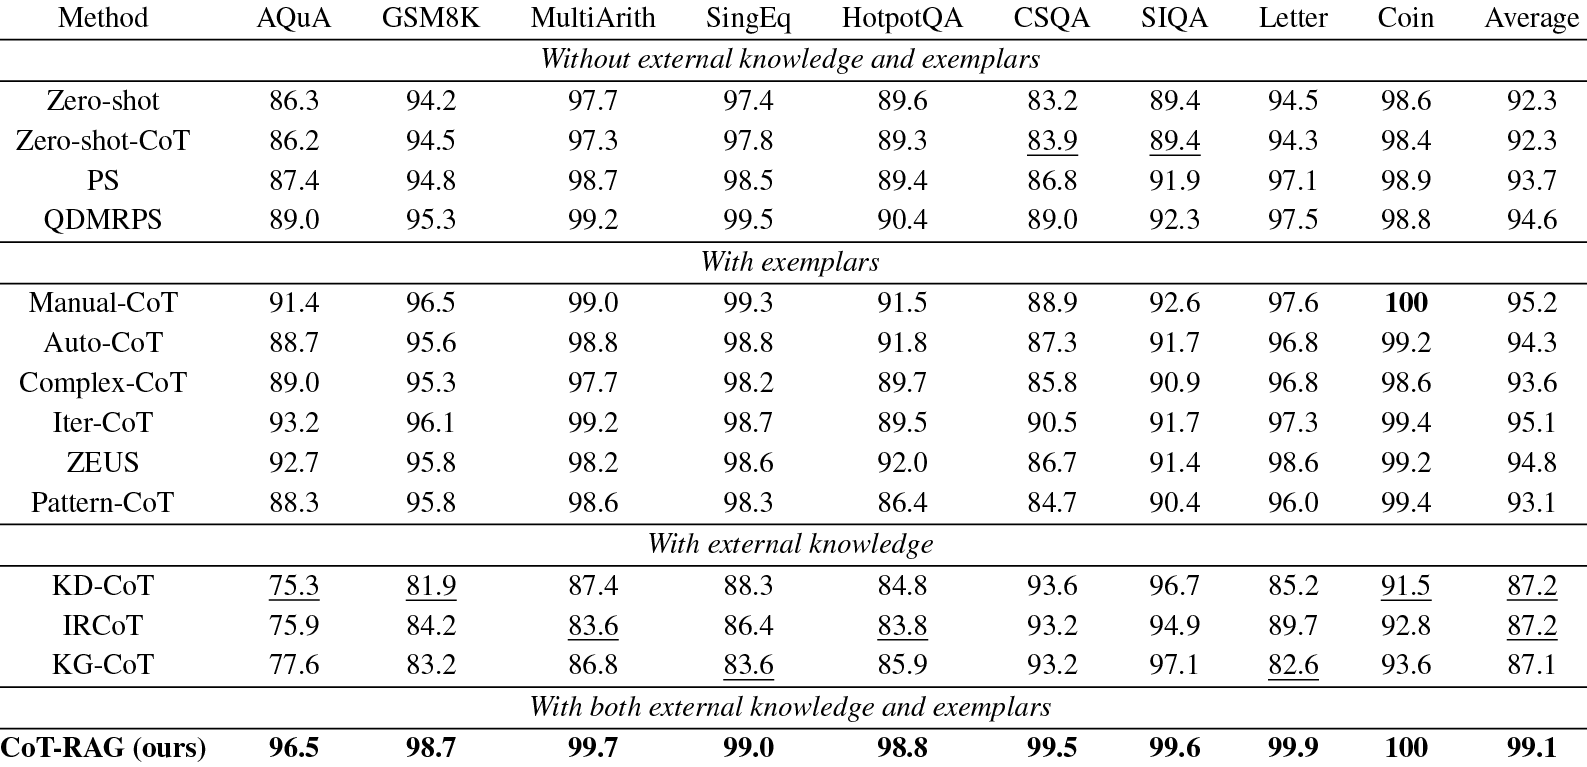 Method AQuA GSM8K MultiArith SingEq HotpotQA CSQA SIQA Letter Coin Average
Without external knowledge and exemplars
Zero-shot 86.3 94.2 97.7 97.4 89.6 83.2 89.4 94.5 98.6 92.3
Zero-shot-CoT 86.2 94.5 97.3 97.8 89.3 83.9 89.4 94.3 98.4 92.3
PS 87.4 94.8 98.7 98.5 89.4 86.8 91.9 97.1 98.9 93.7
QDMRPS 89.0 95.3 99.2 99.5 90.4 89.0 92.3 97.5 98.8 94.6
With exemplars
Manual-CoT 91.4 96.5 99.0 99.3 91.5 88.9 92.6 97.6 100 95.2
Auto-CoT 88.7 95.6 98.8 98.8 91.8 87.3 91.7 96.8 99.2 94.3
Complex-CoT 89.0 95.3 97.7 98.2 89.7 85.8 90.9 96.8 98.6 93.6
Iter-CoT 93.2 96.1 99.2 98.7 89.5 90.5 91.7 97.3 99.4 95.1
ZEUS 92.7 95.8 98.2 98.6 92.0 86.7 91.4 98.6 99.2 94.8
Pattern-CoT 88.3 95.8 98.6 98.3 86.4 84.7 90.4 96.0 99.4 93.1
With external knowledge
KD-CoT 75.3 81.9 87.4 88.3 84.8 93.6 96.7 85.2 91.5 87.2
IRCoT 75.9 84.2 83.6 86.4 83.8 93.2 94.9 89.7 92.8 87.2
KG-CoT 77.6 83.2 86.8 83.6 85.9 93.2 97.1 82.6 93.6 87.1
With both external knowledge and exemplars
CoT-RAG (ours) 96.5 98.7 99.7 99.0 98.8 99.5 99.6 99.9 100 99.1